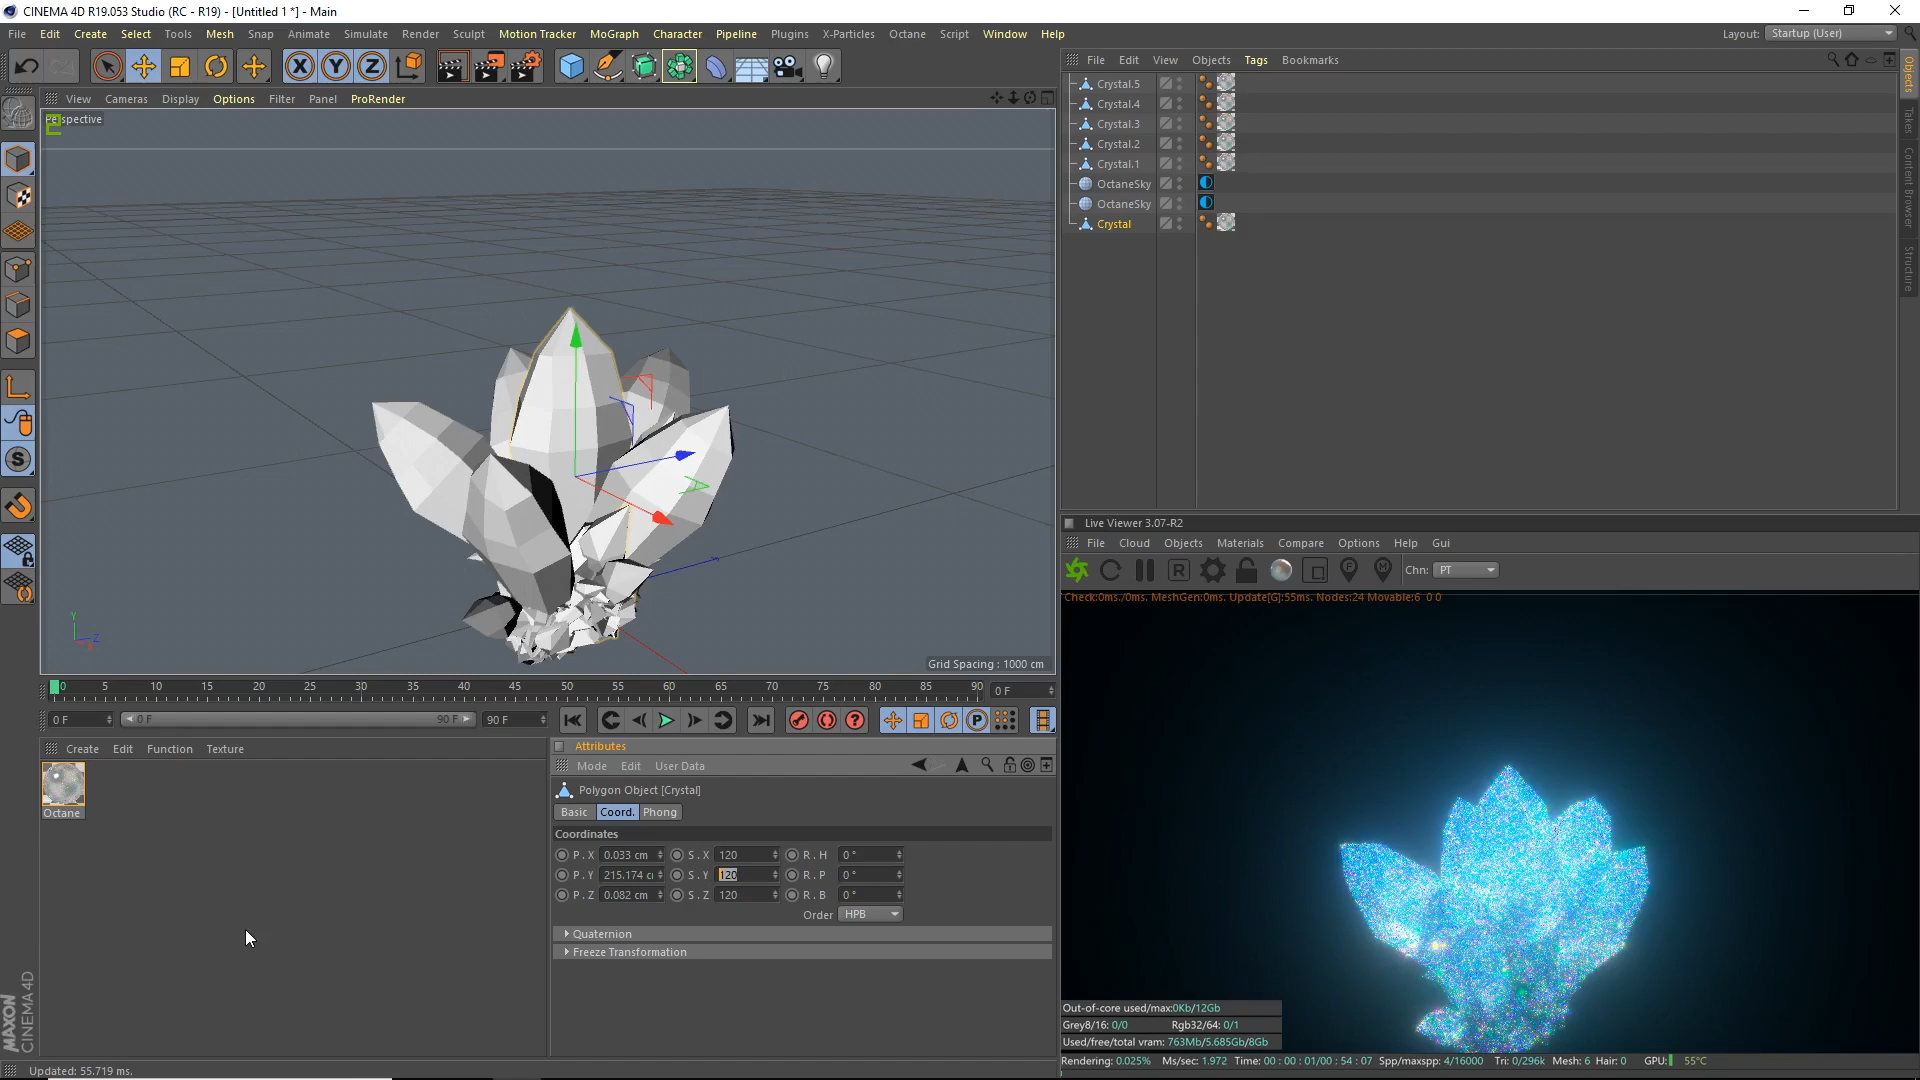 CINEMA 4D R19.053 Studio (RC - R19) - [Untitled 1 *] - Main
File Edit Create Select Tools Mesh Snap Animate Simulate Render Sculpt Motion Tracker MoGraph Character Pipeline Plugins X-Particles Octane Script Window Help
Layout: Startup (User)
View Cameras Display Options Filter Panel ProRender
Perspective
File Edit View Objects Tags Bookmarks
Crystal.5
Crystal.4
Crystal.3
Crystal.2
Crystal.1
OctaneSky
OctaneSky
Crystal
Objects
Takes
Content Browser
Structure
Grid Spacing : 1000 cm
Y
Z
X
0 5 10 15 20 25 30 35 40 45 50 55 60 65 70 75 80 85 90
0 F
0 F
0 F
90 F
90 F
Create Edit Function Texture
Octane
Attributes
Mode Edit User Data
Polygon Object [Crystal]
Basic Coord. Phong
Coordinates
P . X 0.033 cm S . X 120 R . H 0 °
P . Y 215.174 c S . Y 120 R . P 0 °
P . Z 0.082 cm S . Z 120 R . B 0 °
Order HPB
Quaternion
Freeze Transformation
MAXON
CINEMA 4D
Updated: 55.719 ms.
Live Viewer 3.07-R2
File Cloud Objects Materials Compare Options Help Gui
Chn: PT
Check:0ms./0ms. MeshGen:0ms. Update[G]:55ms. Nodes:24 Movable:6 0 0
Out-of-core used/max:0Kb/12Gb
Grey8/16: 0/0 Rgb32/64: 0/1
Used/free/total vram: 763Mb/5.685Gb/8Gb
Rendering: 0.025% Ms/sec: 1.972 Time: 00 : 00 : 01/00 : 54 : 07 Spp/maxspp: 4/16000 Tri: 0/296k Mesh: 6 Hair: 0 GPU: 55°C